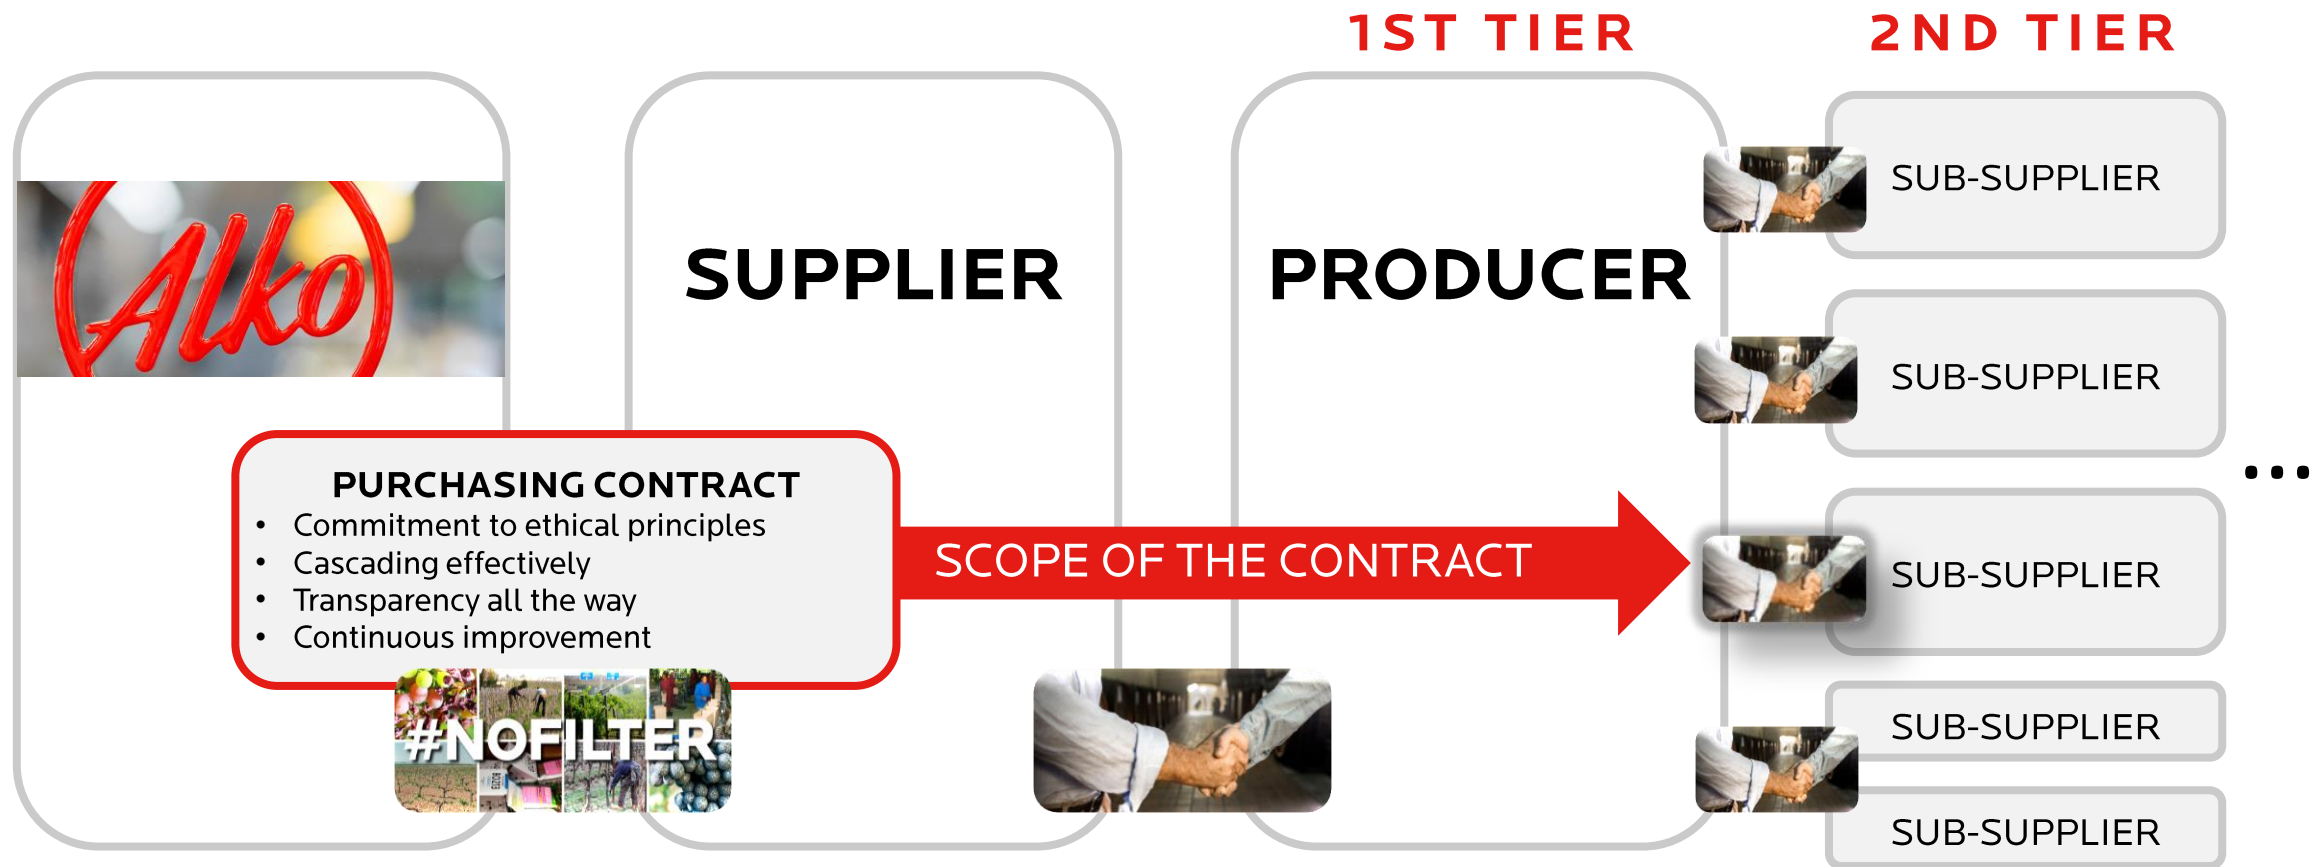 1ST TIER
2ND TIER
Alko
SUPPLIER
PRODUCER
SUB-SUPPLIER
SUB-SUPPLIER
SUB-SUPPLIER
SUB-SUPPLIER
SUB-SUPPLIER
...
PURCHASING CONTRACT
• Commitment to ethical principles
• Cascading effectively
• Transparency all the way
• Continuous improvement
SCOPE OF THE CONTRACT
#NOFILTER